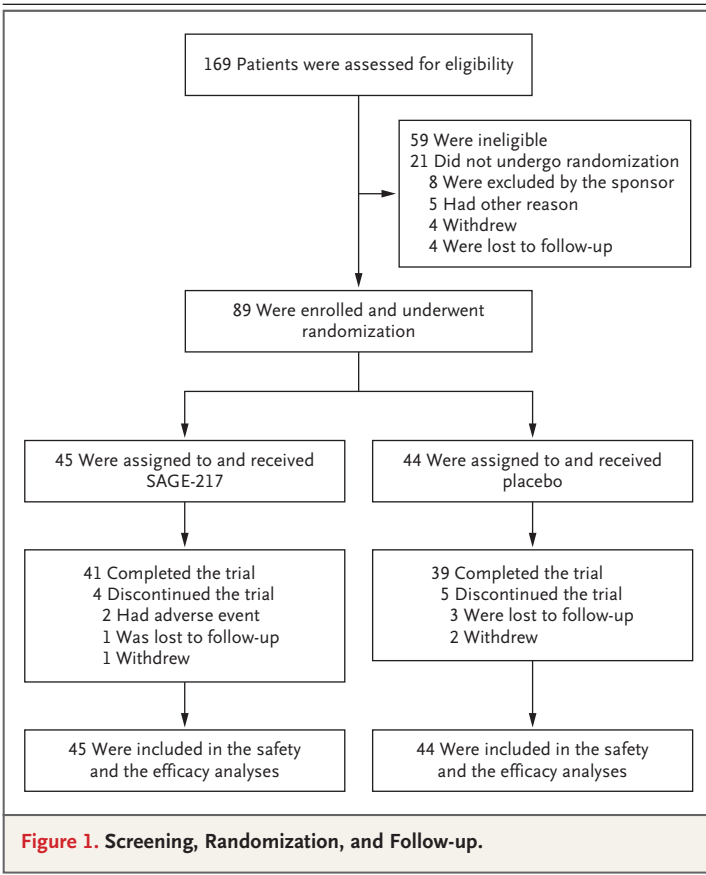 169 Patients were assessed for eligibility
59 Were ineligible
21 Did not undergo randomization
8 Were excluded by the sponsor
5 Had other reason
4 Withdrew
4 Were lost to follow-up
89 Were enrolled and underwent
randomization
45 Were assigned to and received
SAGE-217
44 Were assigned to and received
placebo
41 Completed the trial
4 Discontinued the trial
2 Had adverse event
1 Was lost to follow-up
1 Withdrew
39 Completed the trial
5 Discontinued the trial
3 Were lost to follow-up
2 Withdrew
45 Were included in the safety
and the efficacy analyses
44 Were included in the safety
and the efficacy analyses
Figure 1. Screening, Randomization, and Follow-up.